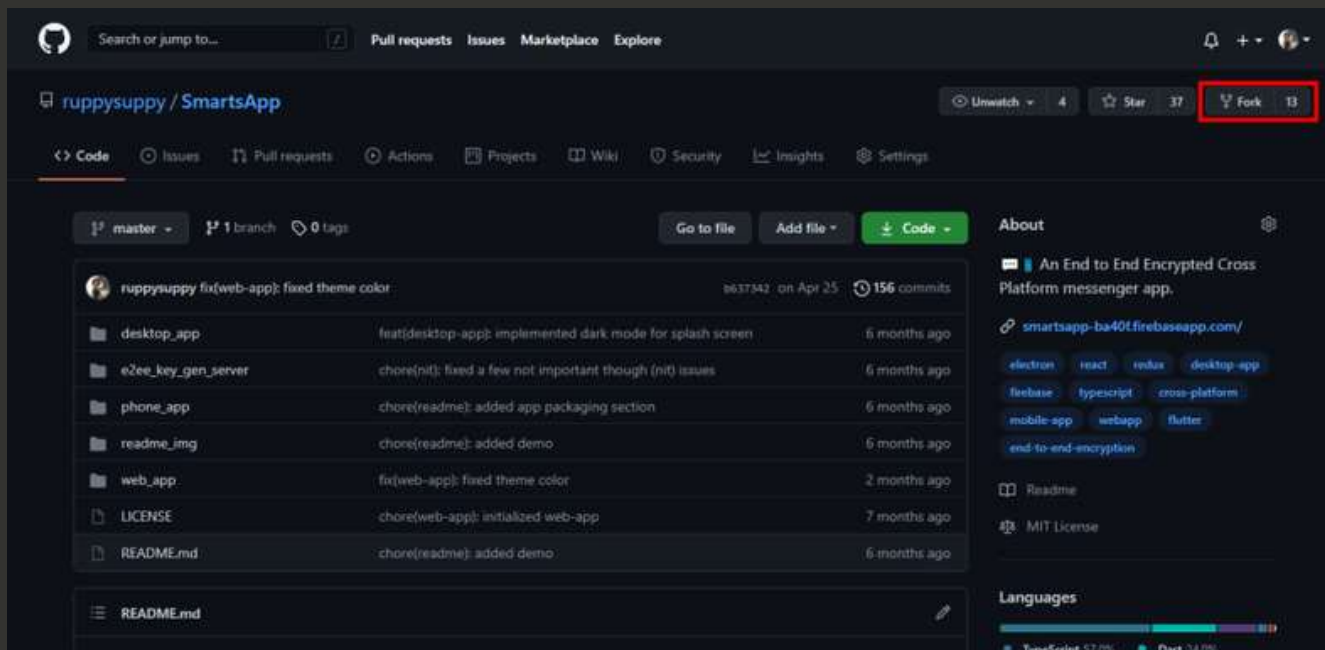 Search or jump to... /
Pull requests Issues Marketplace Explore
ruppysuppy / SmartsApp
Unwatch 4 Star 37 Fork 13
Code Issues Pull requests Actions Projects Wiki Security Insights Settings
master 1 branch 0 tags Go to file Add file Code
ruppysuppy fix(web-app): fixed theme color b637342 on Apr 25 156 commits
desktop_app feat(desktop-app): implemented dark mode for splash screen 6 months ago
e2ee_key_gen_server chore(nit): fixed a few not important though (nit) issues 6 months ago
phone_app chore(readme): added app packaging section 6 months ago
readme_img chore(readme): added demo 6 months ago
web_app fix(web-app): fixed theme color 2 months ago
LICENSE chore(web-app): initialized web-app 7 months ago
README.md chore(readme): added demo 6 months ago
README.md
About
An End to End Encrypted Cross
Platform messenger app.
smartsapp-ba40f.firebaseapp.com/
electron react redux desktop-app
firebase typescript cross-platform
mobile-app webapp flutter
end-to-end-encryption
Readme
MIT License
Languages
TypeScript 57.0% Dart 24.0%